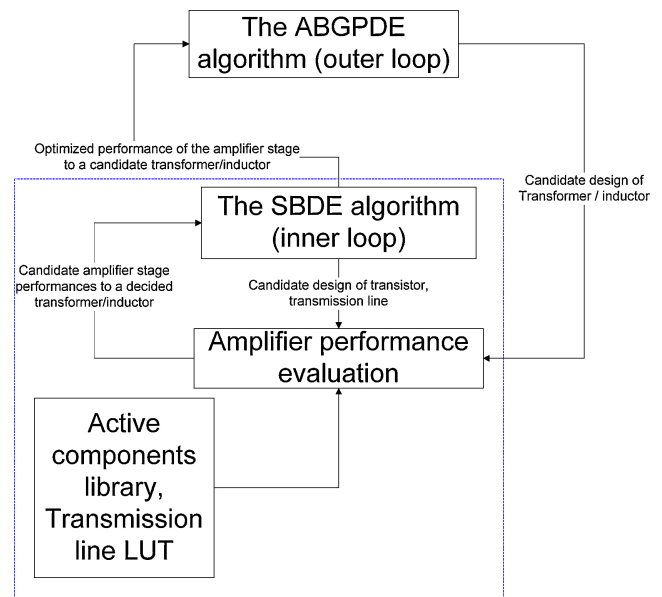 The ABGPDE
algorithm (outer loop)
Optimized performance of the amplifier stage
to a candidate transformer/inductor
Candidate design of
Transformer / inductor
The SBDE algorithm
(inner loop)
Candidate amplifier stage
performances to a decided
transformer/inductor
Candidate design of transistor,
transmission line
Amplifier performance
evaluation
Active
components
library,
Transmission
line LUT